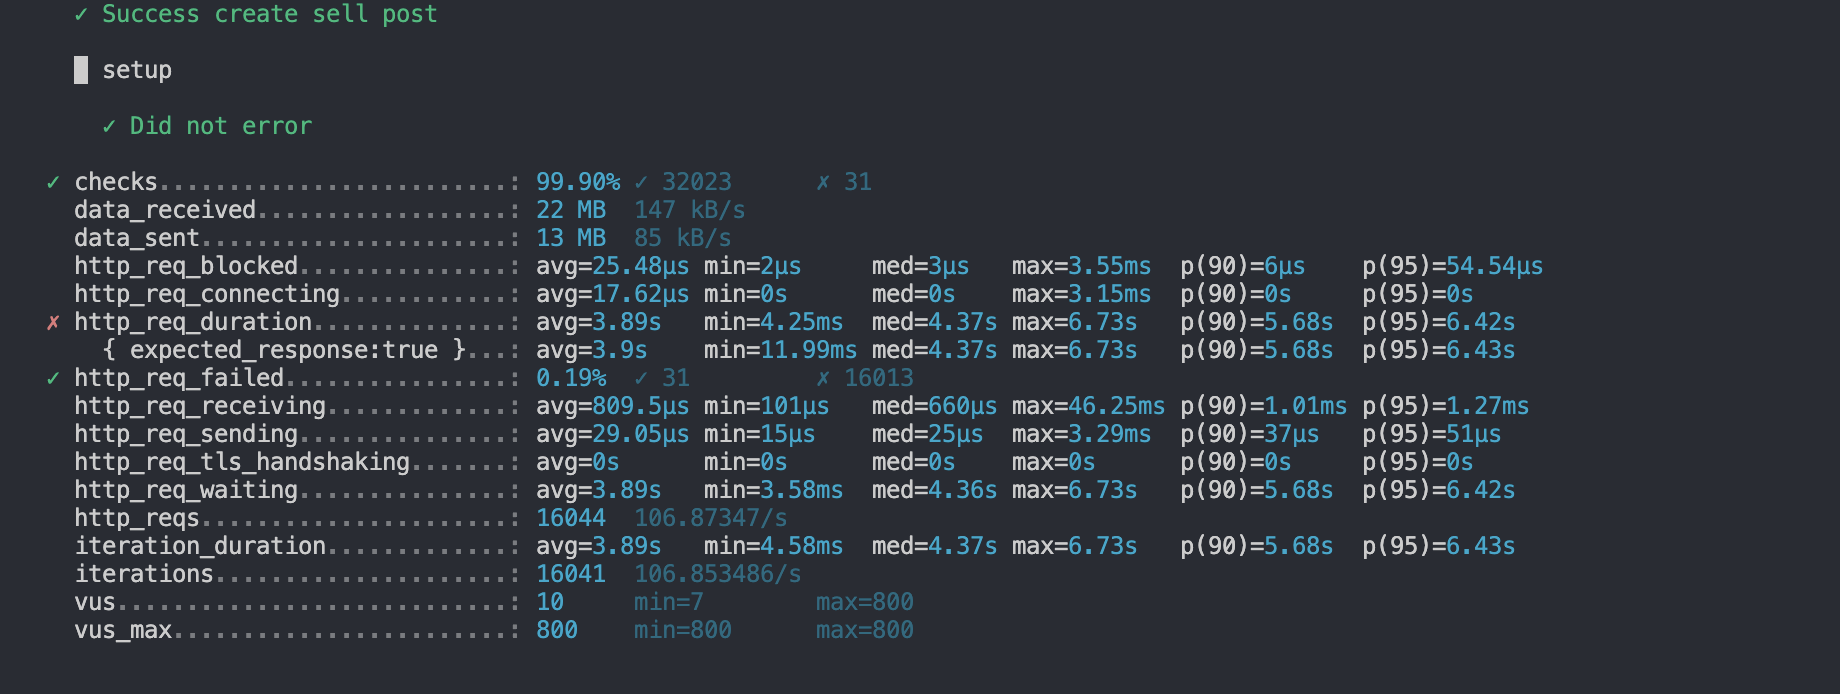 ✓ Success create sell post
█ setup
✓ Did not error
✓ checks.........................: 99.90% ✓ 32023 ✗ 31
data_received..................: 22 MB 147 kB/s
data_sent......................: 13 MB 85 kB/s
http_req_blocked...............: avg=25.48µs min=2µs med=3µs max=3.55ms p(90)=6µs p(95)=54.54µs
http_req_connecting............: avg=17.62µs min=0s med=0s max=3.15ms p(90)=0s p(95)=0s
✗ http_req_duration..............: avg=3.89s min=4.25ms med=4.37s max=6.73s p(90)=5.68s p(95)=6.42s
{ expected_response:true }...: avg=3.9s min=11.99ms med=4.37s max=6.73s p(90)=5.68s p(95)=6.43s
✓ http_req_failed................: 0.19% ✓ 31 ✗ 16013
http_req_receiving.............: avg=809.5µs min=101µs med=660µs max=46.25ms p(90)=1.01ms p(95)=1.27ms
http_req_sending...............: avg=29.05µs min=15µs med=25µs max=3.29ms p(90)=37µs p(95)=51µs
http_req_tls_handshaking.......: avg=0s min=0s med=0s max=0s p(90)=0s p(95)=0s
http_req_waiting...............: avg=3.89s min=3.58ms med=4.36s max=6.73s p(90)=5.68s p(95)=6.42s
http_reqs......................: 16044 106.87347/s
iteration_duration.............: avg=3.89s min=4.58ms med=4.37s max=6.73s p(90)=5.68s p(95)=6.43s
iterations.....................: 16041 106.853486/s
vus............................: 10 min=7 max=800
vus_max........................: 800 min=800 max=800